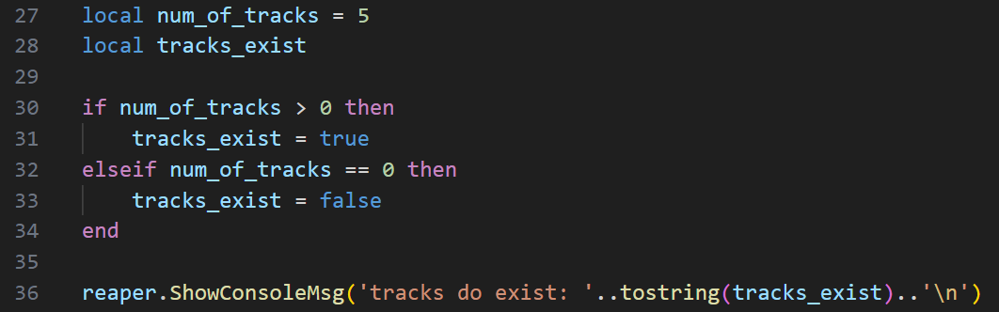 27 local num_of_tracks = 5
28 local tracks_exist
29
30 if num_of_tracks > 0 then
31     tracks_exist = true
32 elseif num_of_tracks == 0 then
33     tracks_exist = false
34 end
35
36 reaper.ShowConsoleMsg('tracks do exist: '..tostring(tracks_exist)..'\n')